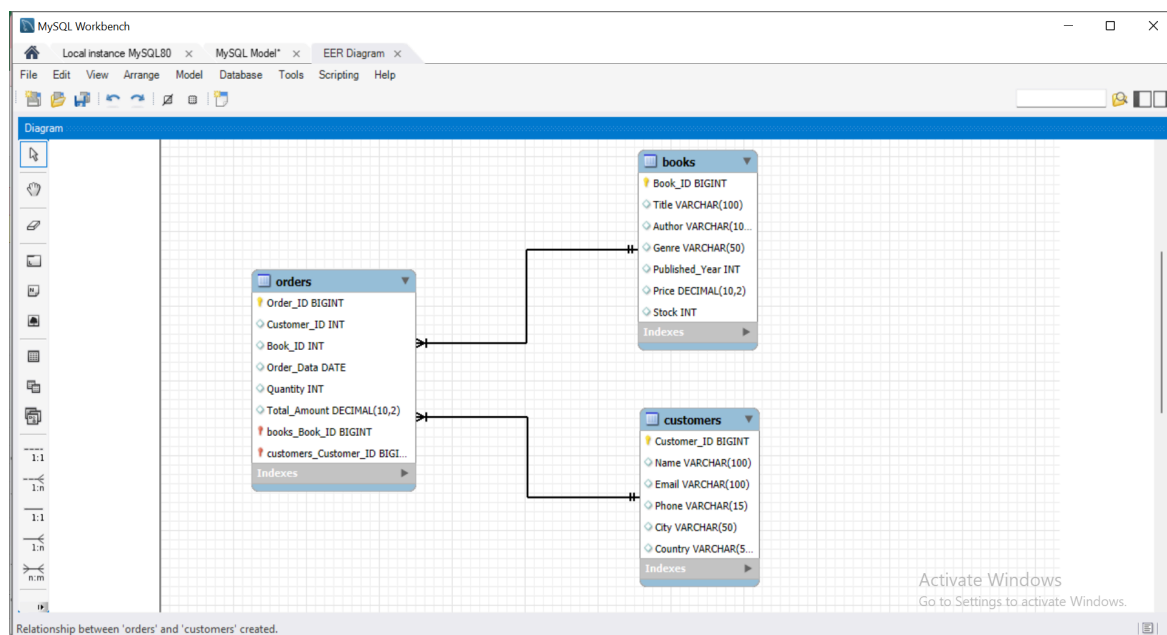 MySQL Workbench
Local instance MySQL80
MySQL Model*
EER Diagram
File Edit View Arrange Model Database Tools Scripting Help
Diagram
books
Book_ID BIGINT
Title VARCHAR(100)
Author VARCHAR(10...
Genre VARCHAR(50)
Published_Year INT
Price DECIMAL(10,2)
Stock INT
Indexes
orders
Order_ID BIGINT
Customer_ID INT
Book_ID INT
Order_Data DATE
Quantity INT
Total_Amount DECIMAL(10,2)
books_Book_ID BIGINT
customers_Customer_ID BIGI...
Indexes
customers
Customer_ID BIGINT
Name VARCHAR(100)
Email VARCHAR(100)
Phone VARCHAR(15)
City VARCHAR(50)
Country VARCHAR(5...
Indexes
1:1
1:n
1:1
1:n
n:m
Activate Windows
Go to Settings to activate Windows.
Relationship between 'orders' and 'customers' created.